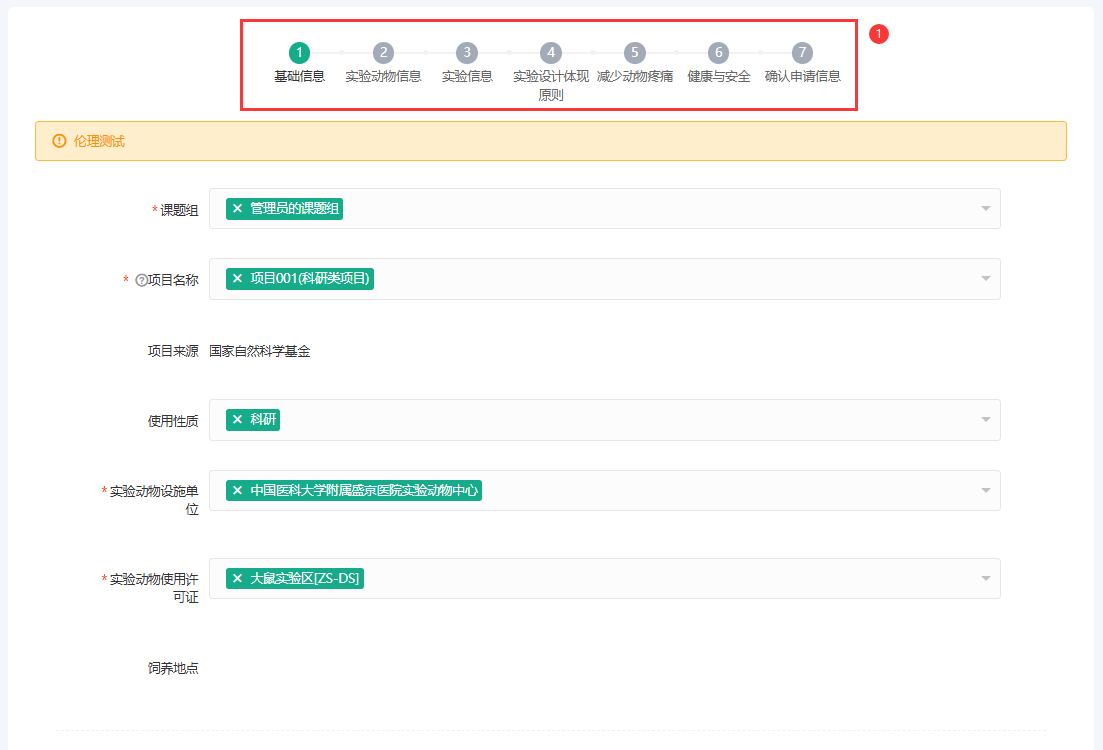 1 2 3 4 5 6 7
1
基础信息 实验动物信息 实验信息 实验设计体现 减少动物疼痛 健康与安全 确认申请信息
原则
伦理测试
*课题组 × 管理员的课题组
* ?项目名称 × 项目001(科研类项目)
项目来源 国家自然科学基金
使用性质 × 科研
*实验动物设施单 × 中国医科大学附属盛京医院实验动物中心
位
*实验动物使用许 × 大鼠实验区[ZS-DS]
可证
饲养地点